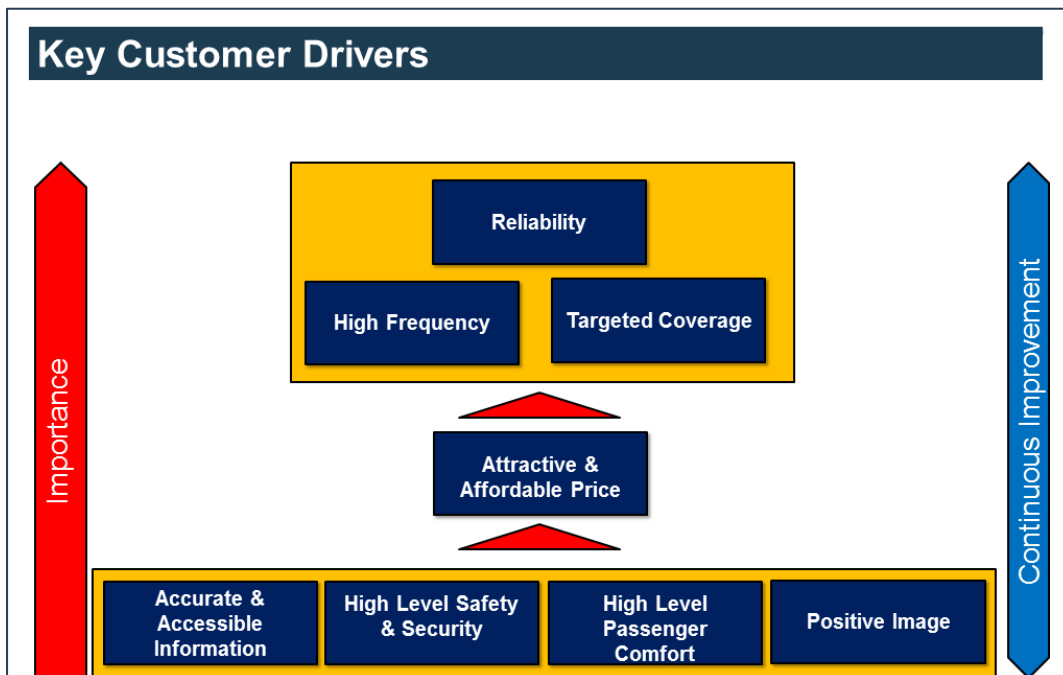 Key Customer Drivers
Importance
Reliability
High Frequency
Targeted Coverage
Attractive &
Affordable Price
Accurate &
Accessible
Information
High Level Safety
& Security
High Level
Passenger
Comfort
Positive Image
Continuous Improvement